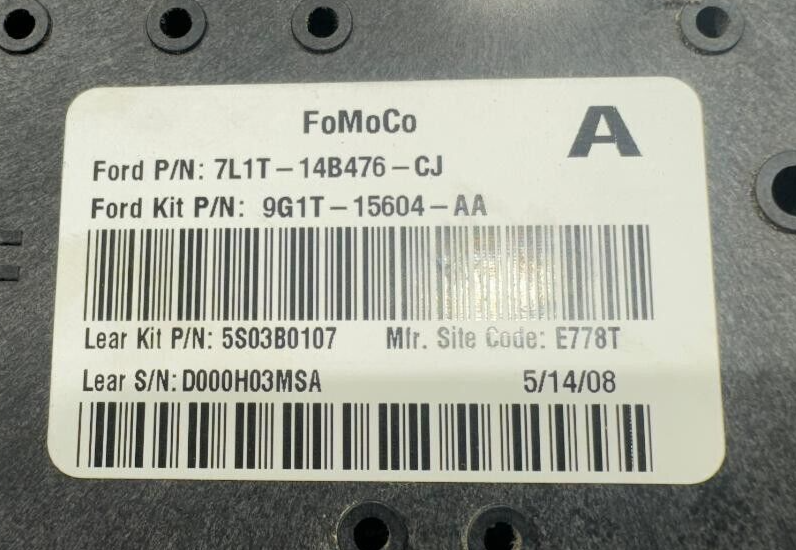 FoMoCo
A
Ford P/N: 7L1T-14B476-CJ
Ford Kit P/N: 9G1T-15604-AA
Lear Kit P/N: 5S03B0107 Mfr. Site Code: E778T
Lear S/N: D000H03MSA 5/14/08